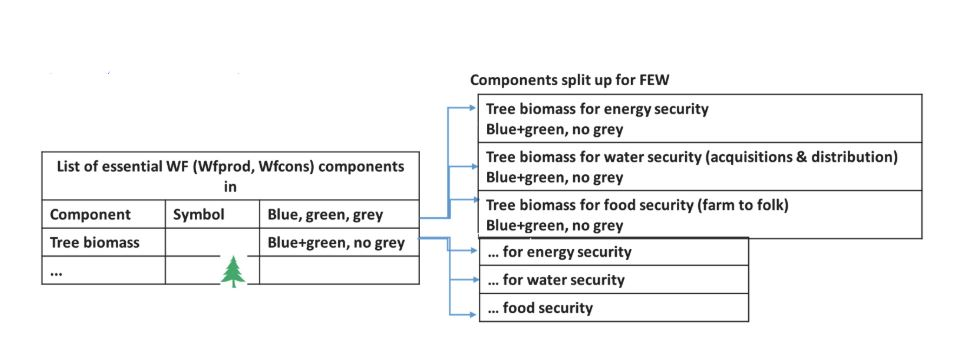 Components split up for FEW
Tree biomass for energy security
Blue+green, no grey
Tree biomass for water security (acquisitions & distribution)
Blue+green, no grey
Tree biomass for food security (farm to folk)
Blue+green, no grey
... for energy security
... for water security
... food security
List of essential WF (Wfprod, Wfcons) components
in
Component Symbol Blue, green, grey
Tree biomass Blue+green, no grey
...